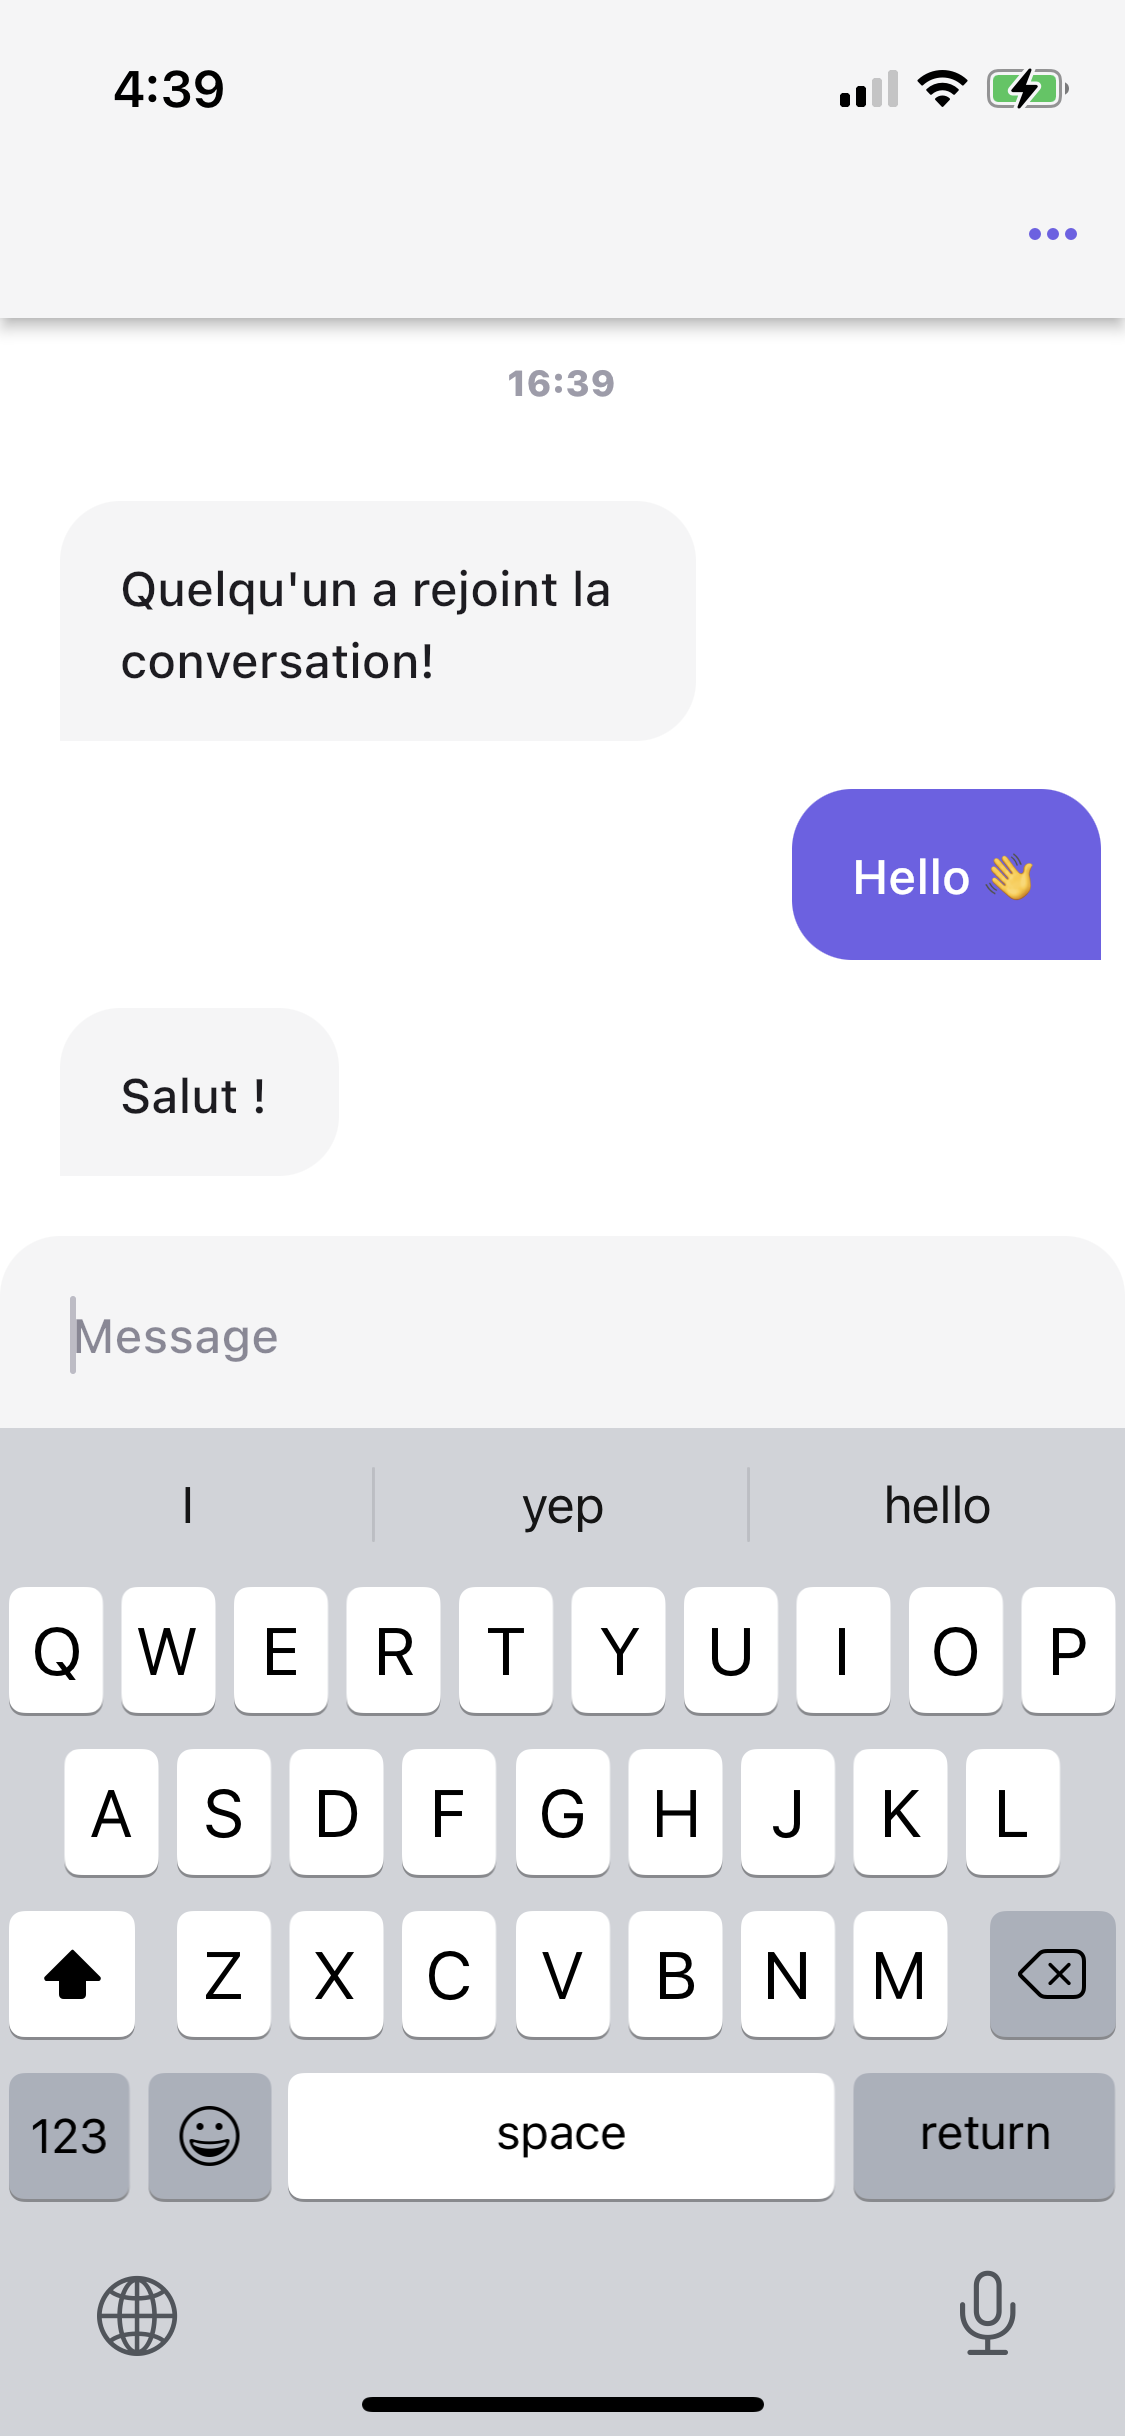 4:39
16:39
Quelqu'un a rejoint la
conversation!
Hello 👋
Salut !
Message
I yep hello
Q W E R T Y U I O P
A S D F G H J K L
Z X C V B N M
123 space return